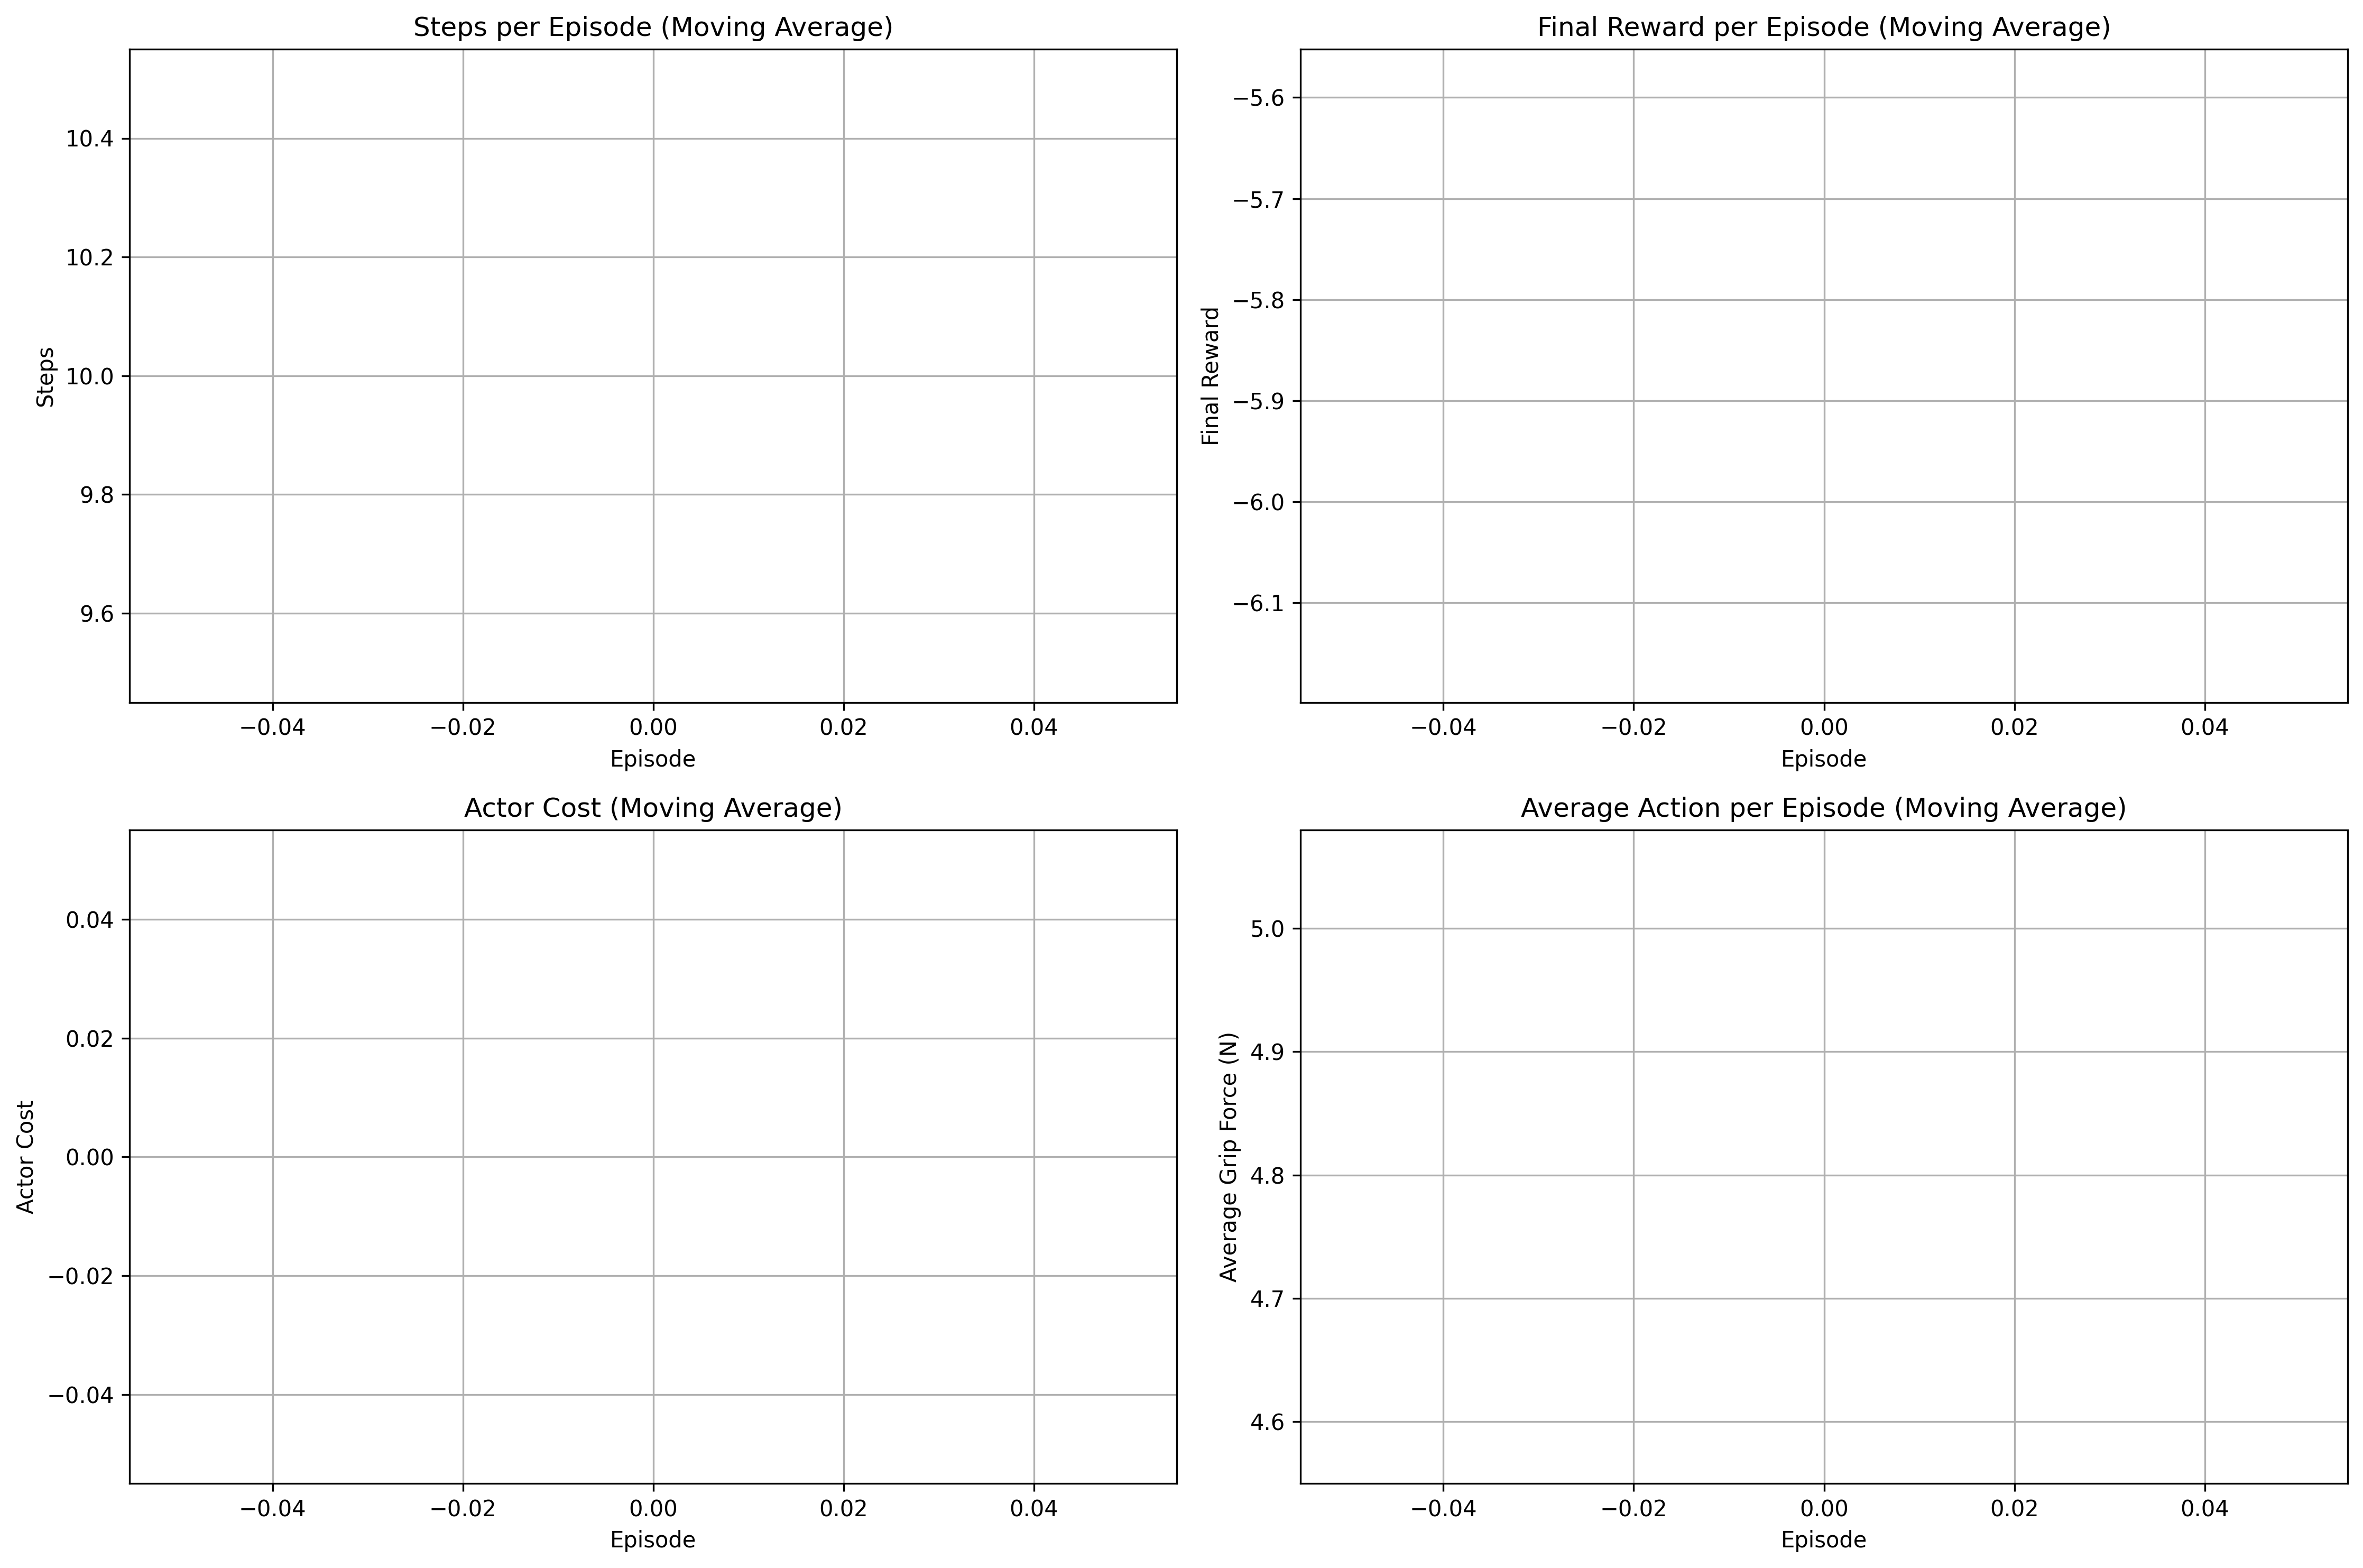 Steps per Episode (Moving Average)
Steps
10.4
10.2
10.0
9.8
9.6
−0.04 −0.02 0.00 0.02 0.04
Episode
Final Reward per Episode (Moving Average)
Final Reward
−5.6
−5.7
−5.8
−5.9
−6.0
−6.1
−0.04 −0.02 0.00 0.02 0.04
Episode
Actor Cost (Moving Average)
Actor Cost
0.04
0.02
0.00
−0.02
−0.04
−0.04 −0.02 0.00 0.02 0.04
Episode
Average Action per Episode (Moving Average)
Average Grip Force (N)
5.0
4.9
4.8
4.7
4.6
−0.04 −0.02 0.00 0.02 0.04
Episode